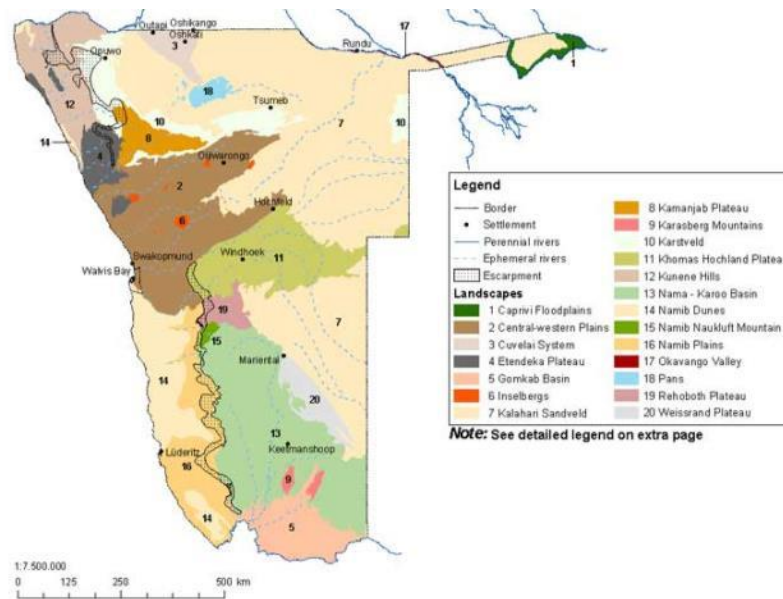 17
Outapi
Oshikango
Oshkati
3
Rundu
1
Opuwo
12
18
Tsumeb
10
7
10
14
8
4
Otjiwarongo
2
6
Hochfeld
Swakopmund
Walvis Bay
Windhoek
11
19
15
Mariental
7
14
20
13
Keetmanshoop
Lüderitz
16
9
14
5
1:7.500.000
0 125 250 500 km
Legend
Border
Settlement
Perennial rivers
Ephemeral rivers
Escarpment
Landscapes
1 Caprivi Floodplains
2 Central-western Plains
3 Cuvelai System
4 Etendeka Plateau
5 Gomkab Basin
6 Inselbergs
7 Kalahari Sandveld
8 Kamanjab Plateau
9 Karasberg Mountains
10 Karstveld
11 Khomas Hochland Platea
12 Kunene Hills
13 Nama - Karoo Basin
14 Namib Dunes
15 Namib Naukluft Mountain
16 Namib Plains
17 Okavango Valley
18 Pans
19 Rehoboth Plateau
20 Weissrand Plateau
Note: See detailed legend on extra page